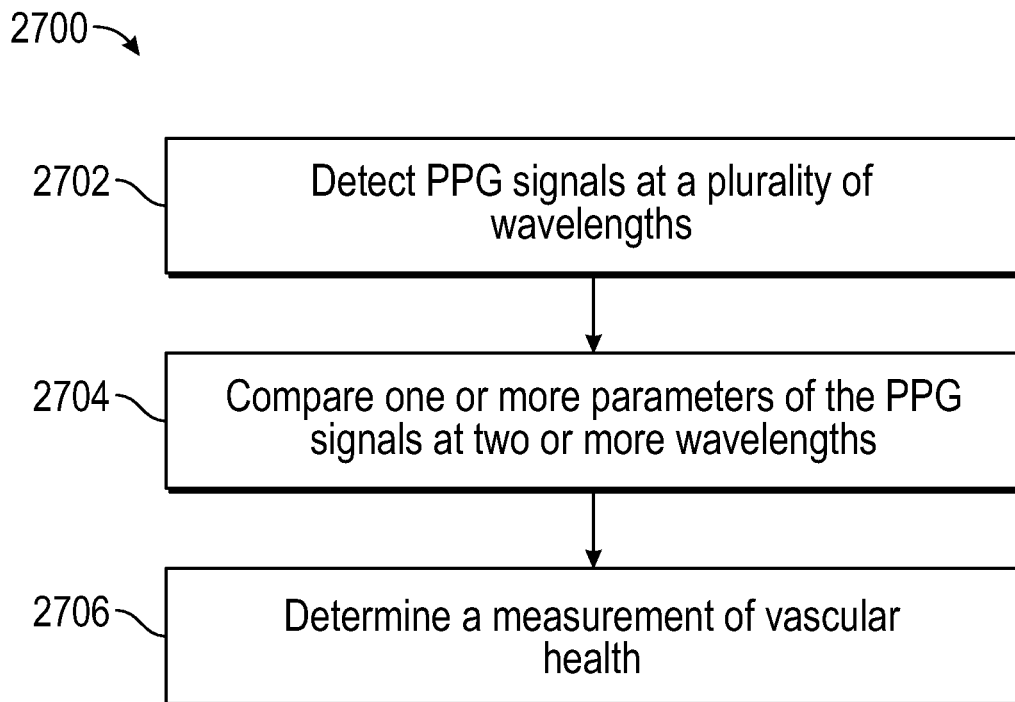 2700
2702
Detect PPG signals at a plurality of
wavelengths
2704
Compare one or more parameters of the PPG
signals at two or more wavelengths
2706
Determine a measurement of vascular
health